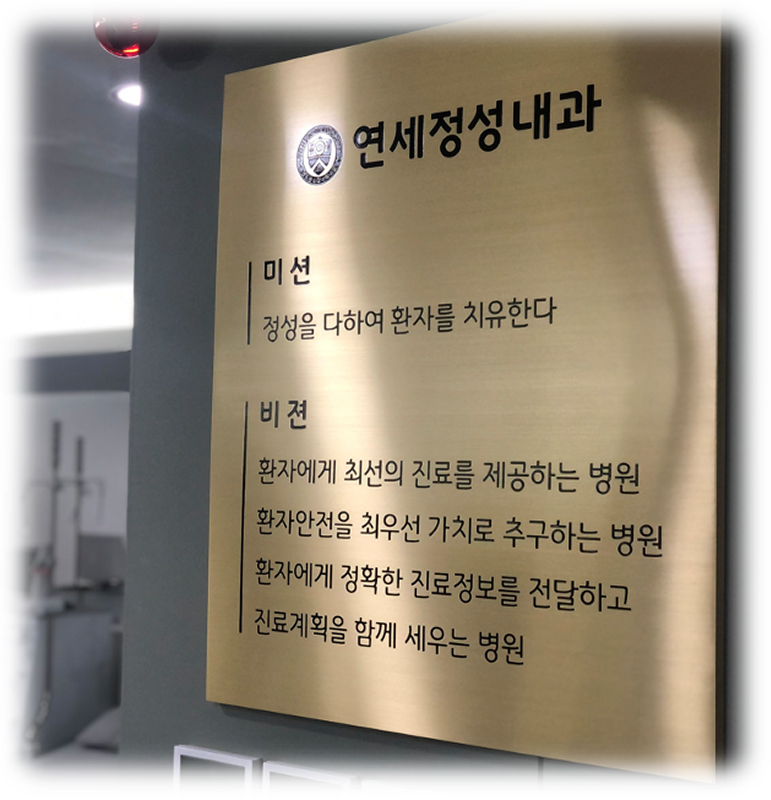 연세정성내과
미션
정성을 다하여 환자를 치유한다
비젼
환자에게 최선의 진료를 제공하는 병원
환자안전을 최우선 가치로 추구하는 병원
환자에게 정확한 진료정보를 전달하고
진료계획을 함께 세우는 병원